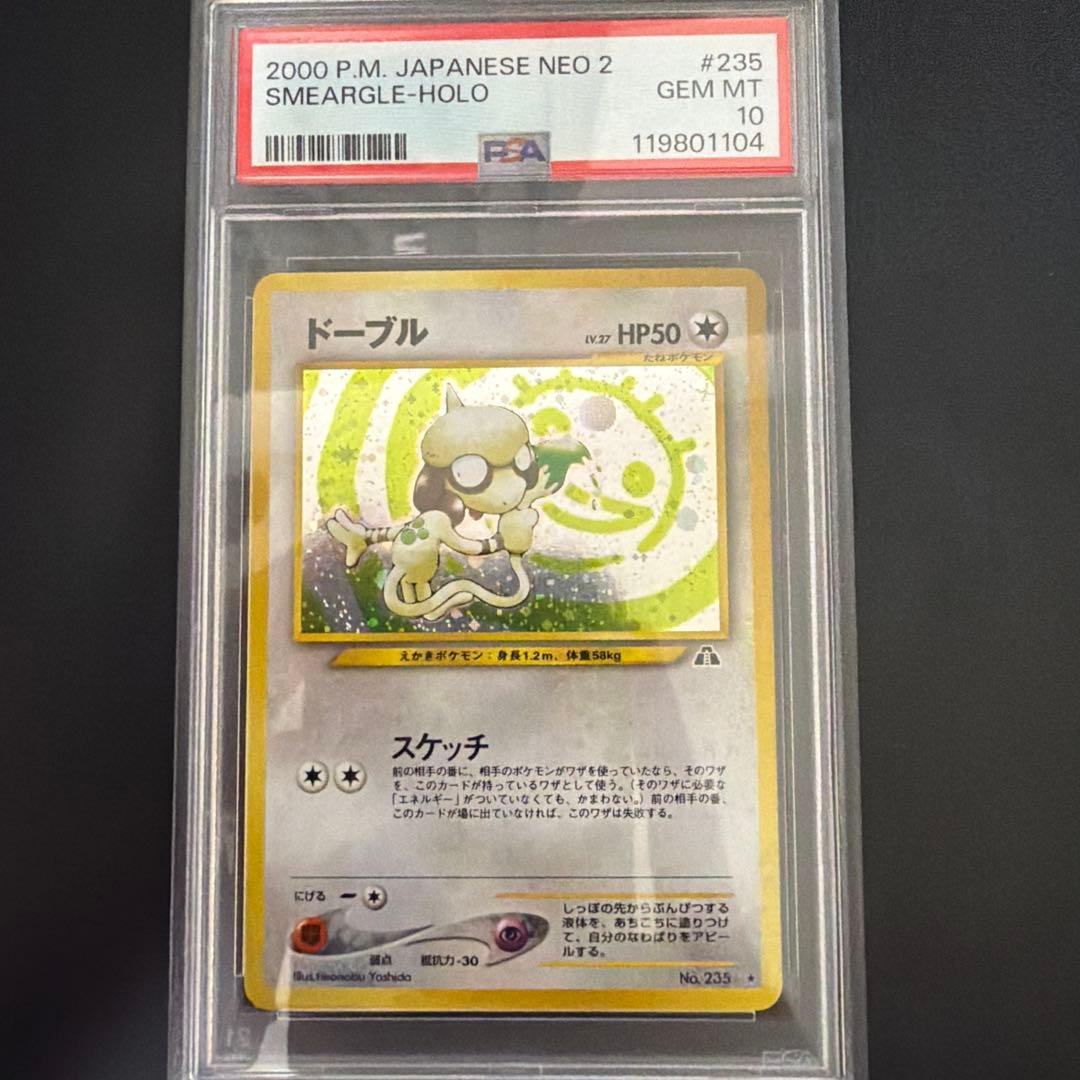 2000 P.M. JAPANESE NEO 2 #235
SMEARGLE-HOLO GEM MT
10
PSA 119801104
ドーブル LV.27 HP50
たねポケモン
えかきポケモン：身長1.2m、体重58kg
スケッチ
前の相手の番に、相手のポケモンがワザを使っていたなら、そのワザ
を、このカードが持っているワザとして使う。（そのワザに必要な
「エネルギー」がついていなくても、かまわない。）前の相手の番、
このカードが場に出ていなければ、このワザは失敗する。
にげる
弱点 抵抗力-30
しっぽの先からぶんぴつする
液体を、あちこちに塗りつけ
て、自分のなわばりをアピー
ルする。
Illus. Hironobu Yoshida No. 235